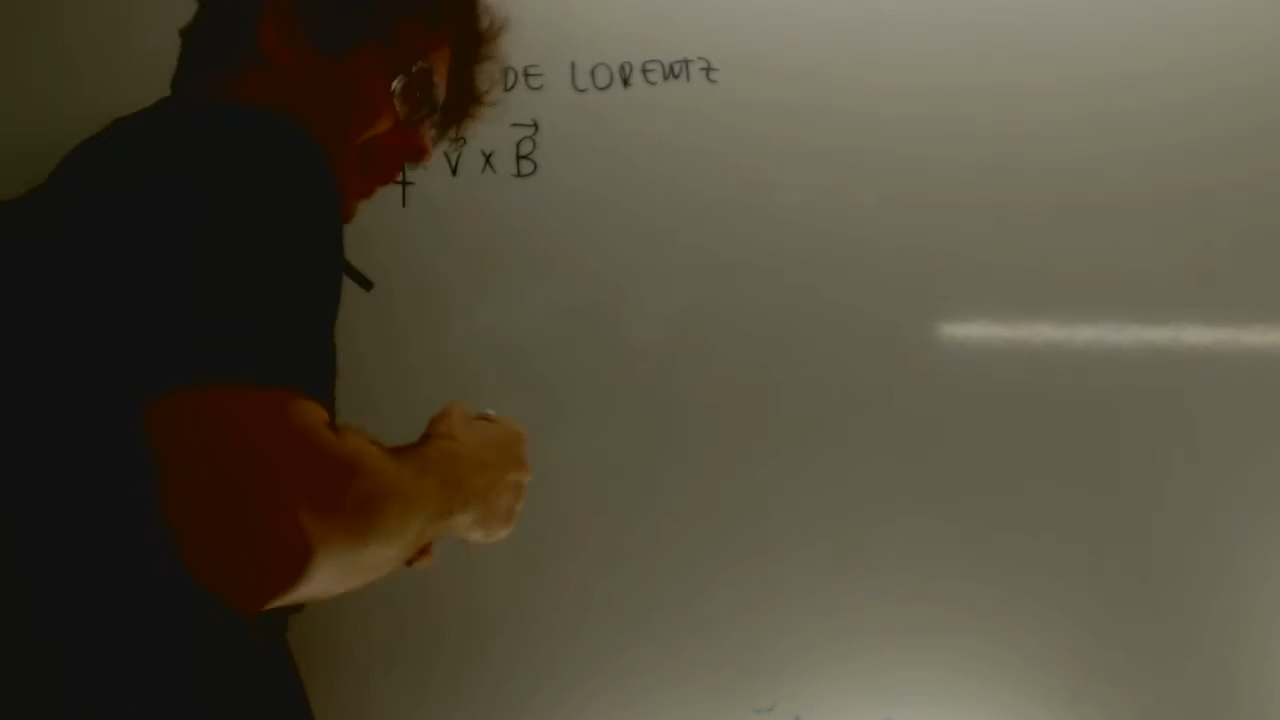 DE LORENTZ
+ v⃗ x B⃗